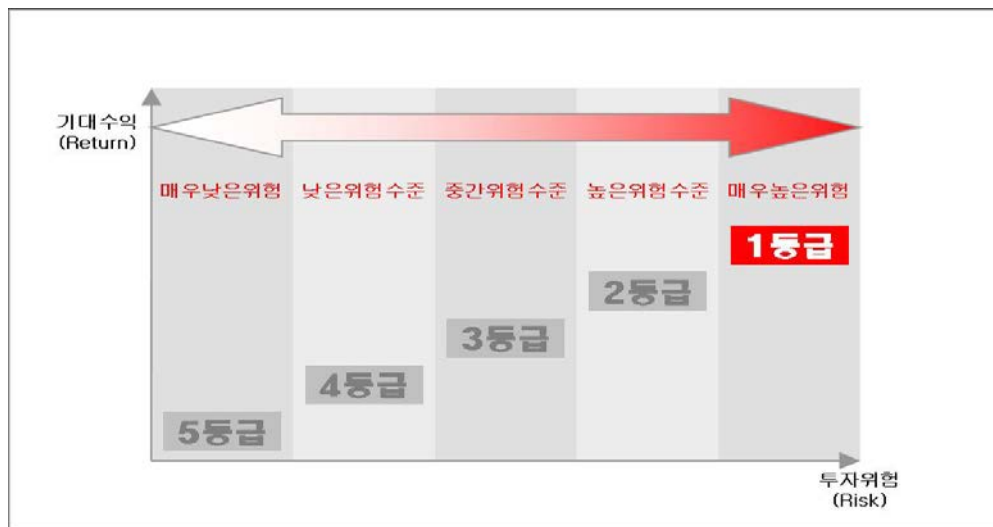 기대수익
(Return)
매우낮은위험 낮은위험수준 중간위험수준 높은위험수준 매우높은위험
1등급
2등급
3등급
4등급
5등급
투자위험
(Risk)